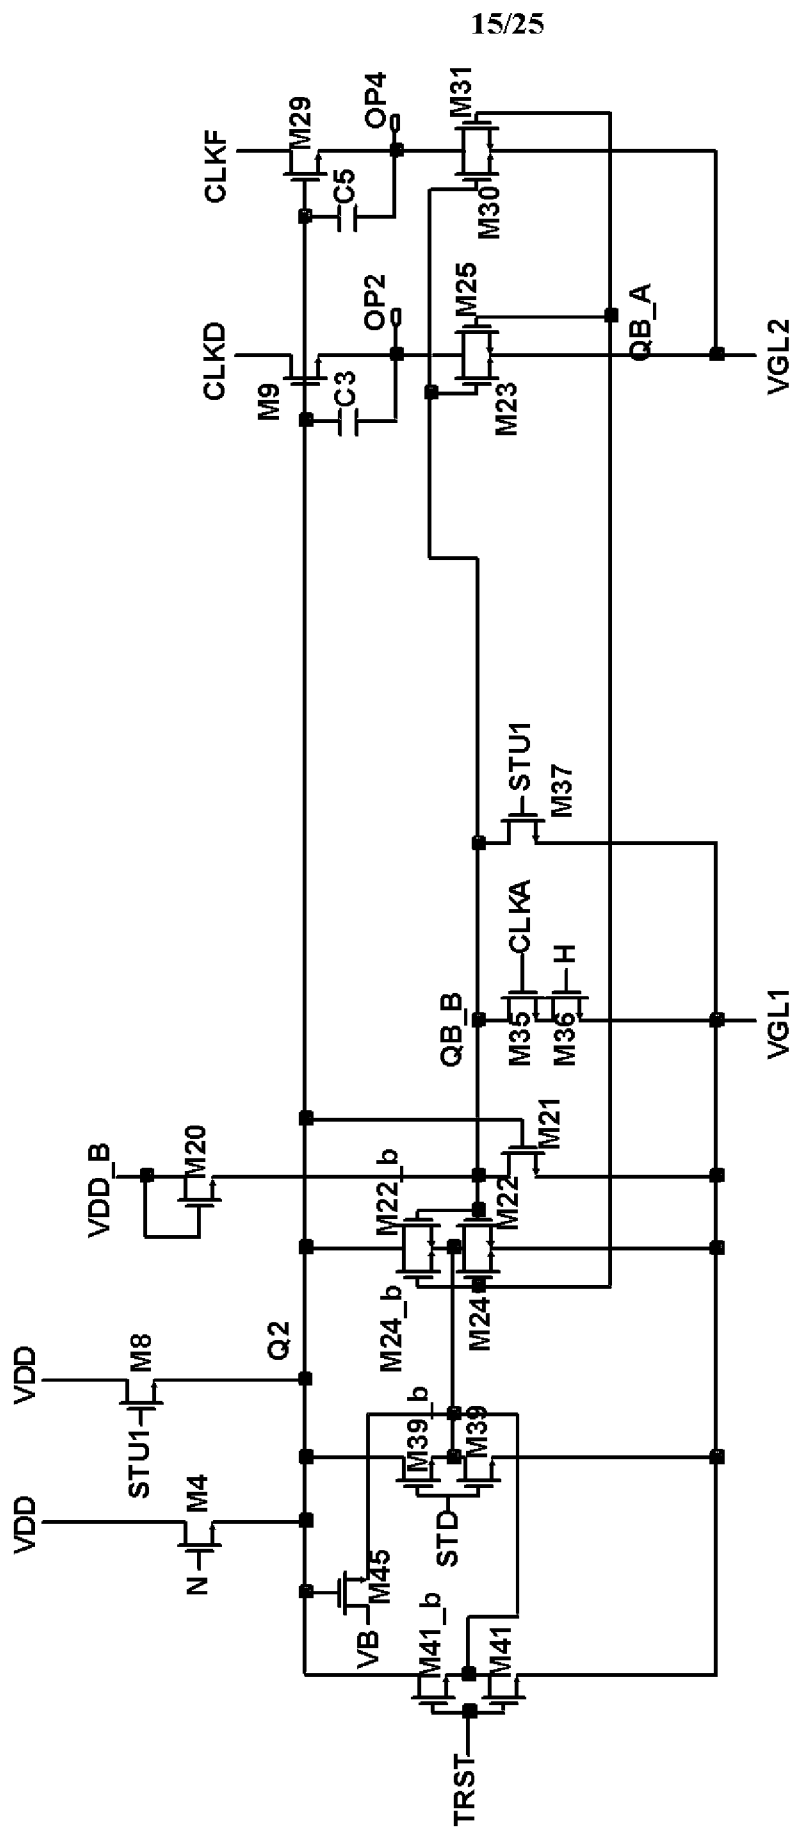 15/25
VDD
VDD
VDD_B
CLKD
CLKF
N
M4
STU1
M8
M20
M9
M29
Q2
C3
C5
VB
M45
OP2
OP4
TRST
M41_b
M41
STD
M39_b
M39
M24_b
M22_b
M24
M22
M21
QB_B
M35
CLKA
M36
H
STU1
M37
M23
M25
M30
M31
QB_A
VGL1
VGL2